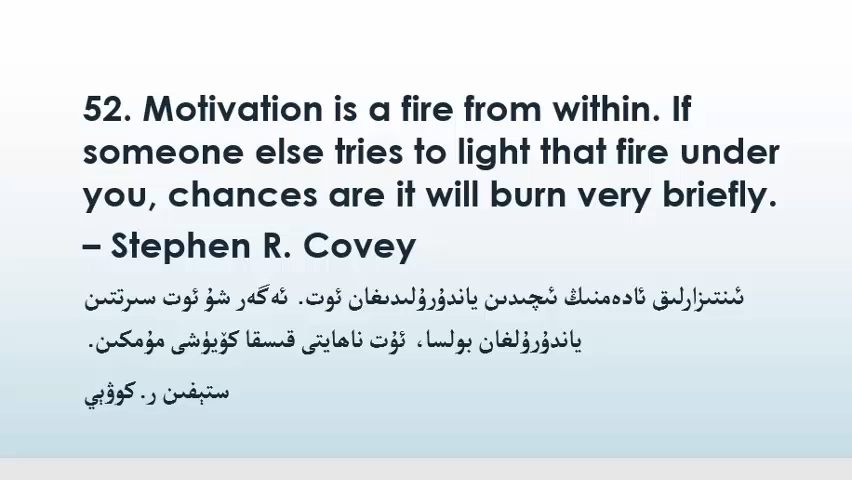 52. Motivation is a fire from within. If
someone else tries to light that fire under
you, chances are it will burn very briefly.
– Stephen R. Covey
ئىنتىزارلىق ئادەمنىڭ ئىچىدىن ياندۇرۇلىدىغان ئوت. ئەگەر شۇ ئوت سىرتتىن
ياندۇرۇلغان بولسا، ئۇت ناھايتى قىسقا كۆيۈشى مۇمكىن.
ستېفىن ر. كوۋېي